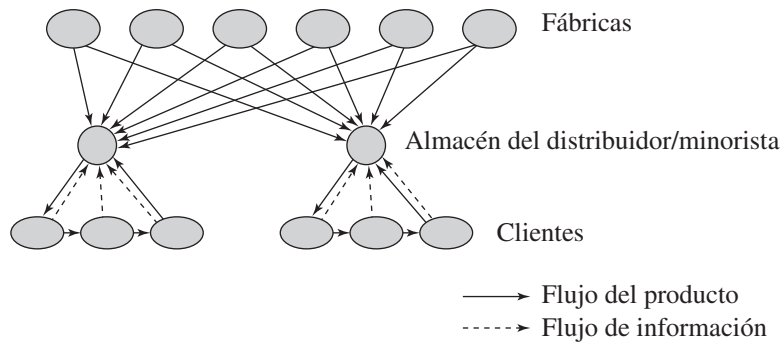 Fábricas
Almacén del distribuidor/minorista
Clientes
Flujo del producto
Flujo de información